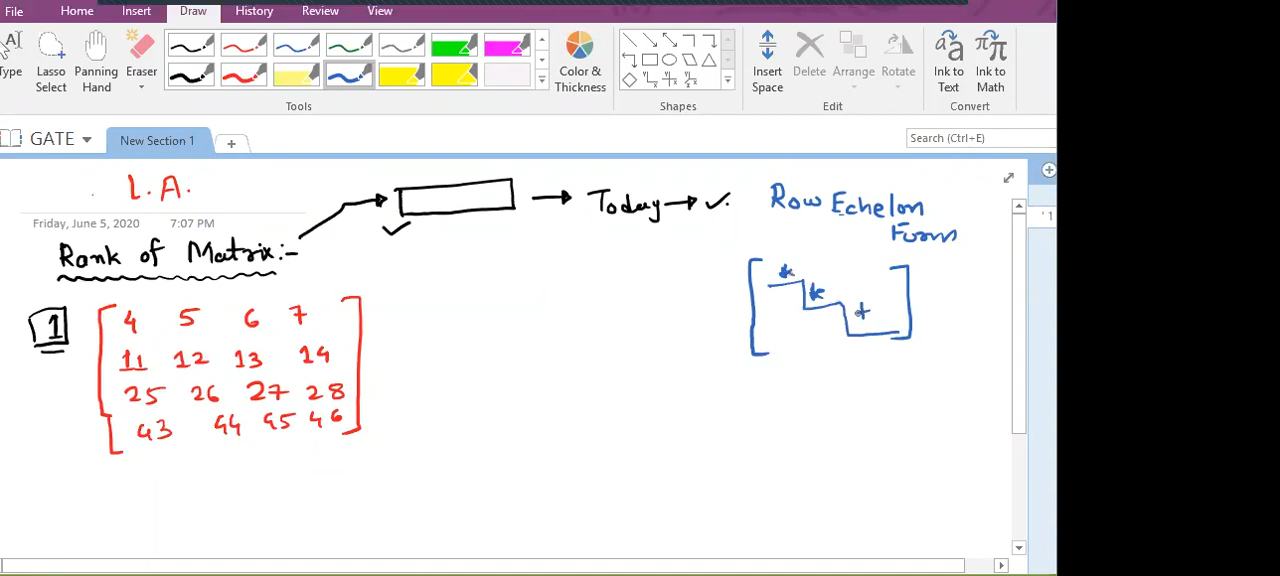 File Home Insert Draw History Review View
Type Lasso Select Panning Hand Eraser Color & Thickness Insert Space Delete Arrange Rotate Ink to Text Ink to Math
Tools Shapes Edit Convert
GATE New Section 1 + Search (Ctrl+E)
L.A.
Friday, June 5, 2020 7:07 PM
Rank of Matrix:-
Today → ✓.
Row Echelon
Form
1
4 5 6 7
11 12 13 14
25 26 27 28
43 44 45 46
* * *